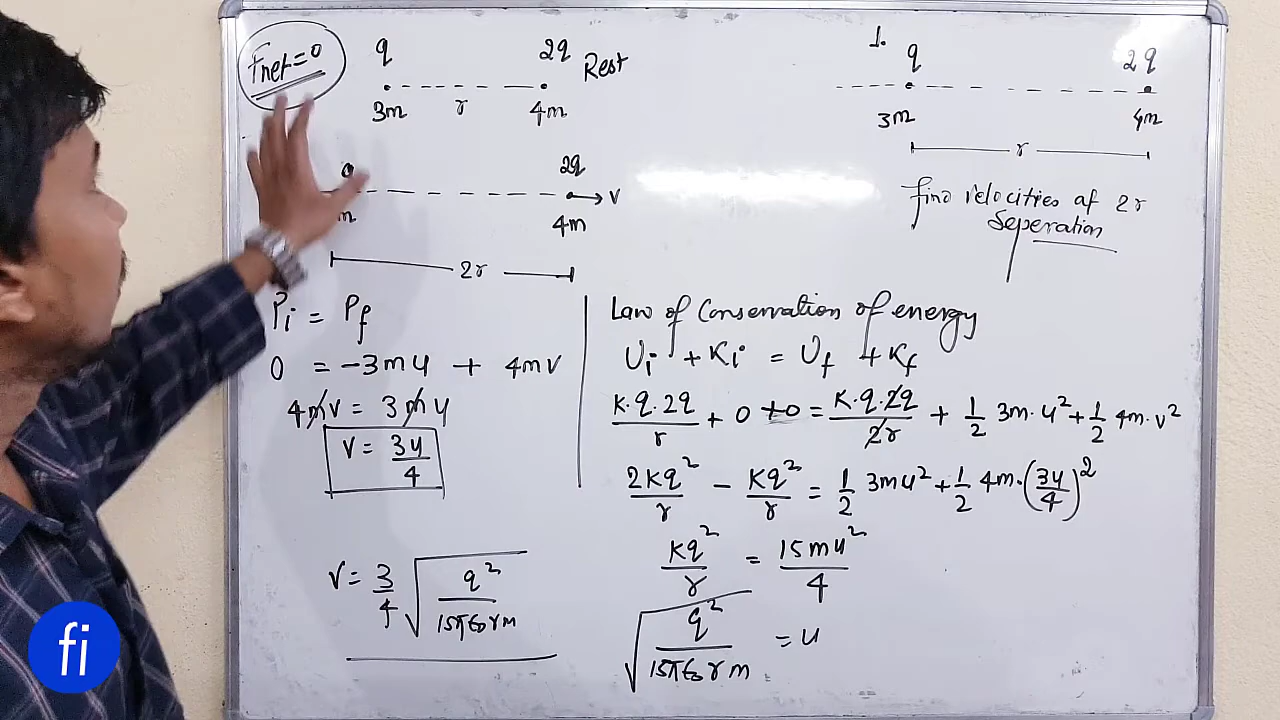 Fnet=0
q 2q Rest
3m r 4m
2q
4m → v
m
2r
Pi = Pf
0 = -3mu + 4mv
4mv = 3mu
v = 3u/4
v = 3/4 √(q²/15πε₀rm)
1. q 2q
3m 4m
r
find velocities at 2r
Seperation
Law of Conservation of energy
Ui + Ki = Uf + Kf
K·q·2q/r + 0 + 0 = K·q·2q/2r + 1/2 3m·u² + 1/2 4m·v²
2Kq²/r - Kq²/r = 1/2 3mu² + 1/2 4m·(3u/4)²
Kq²/r = 15mu²/4
√(q²/15πε₀rm) = u
fi